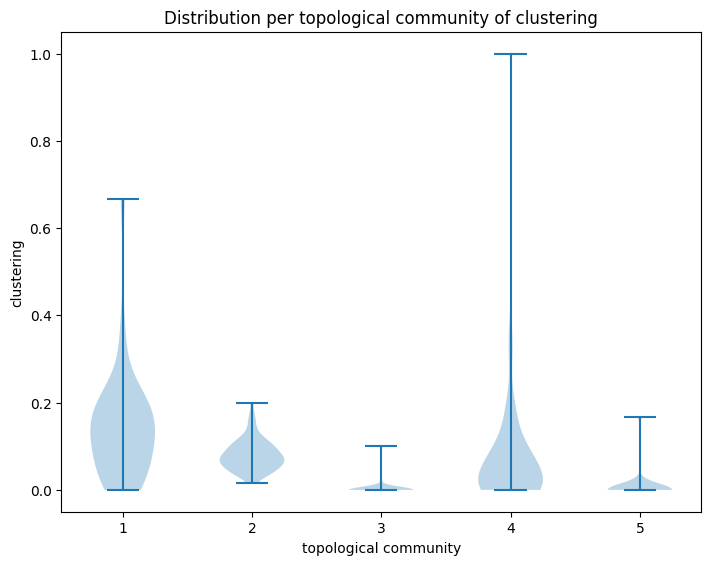 Distribution per topological community of clustering
clustering
1.0
0.8
0.6
0.4
0.2
0.0
1 2 3 4 5
topological community